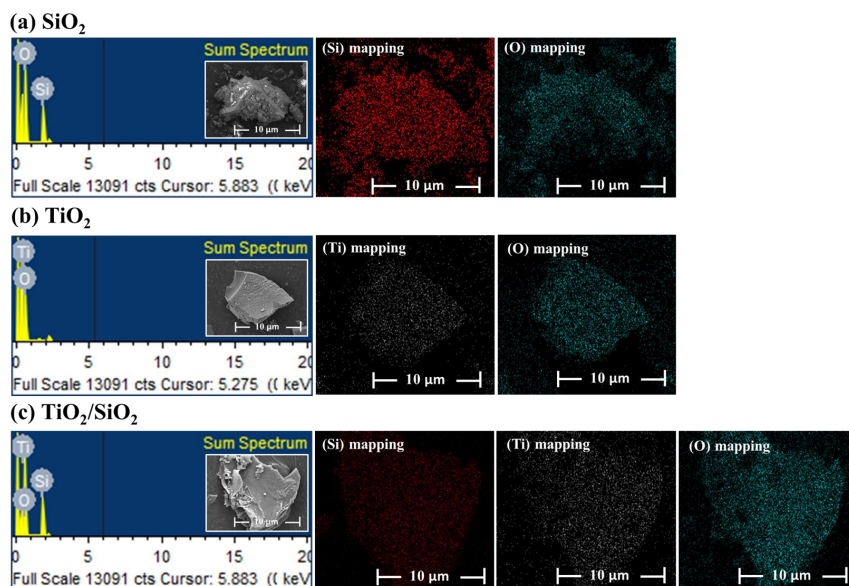 (a) SiO₂
Sum Spectrum
O
Si
10 µm
0 5 10 15 20
Full Scale 13091 cts Cursor: 5.883 (( keV
(Si) mapping
10 µm
(O) mapping
10 µm
(b) TiO₂
Sum Spectrum
Ti
O
10 µm
0 5 10 15 20
Full Scale 13091 cts Cursor: 5.275 (( keV
(Ti) mapping
10 µm
(O) mapping
10 µm
(c) TiO₂/SiO₂
Sum Spectrum
Ti
Si
O
10 µm
0 5 10 15 20
Full Scale 13091 cts Cursor: 5.883 (( keV
(Si) mapping
10 µm
(Ti) mapping
10 µm
(O) mapping
10 µm